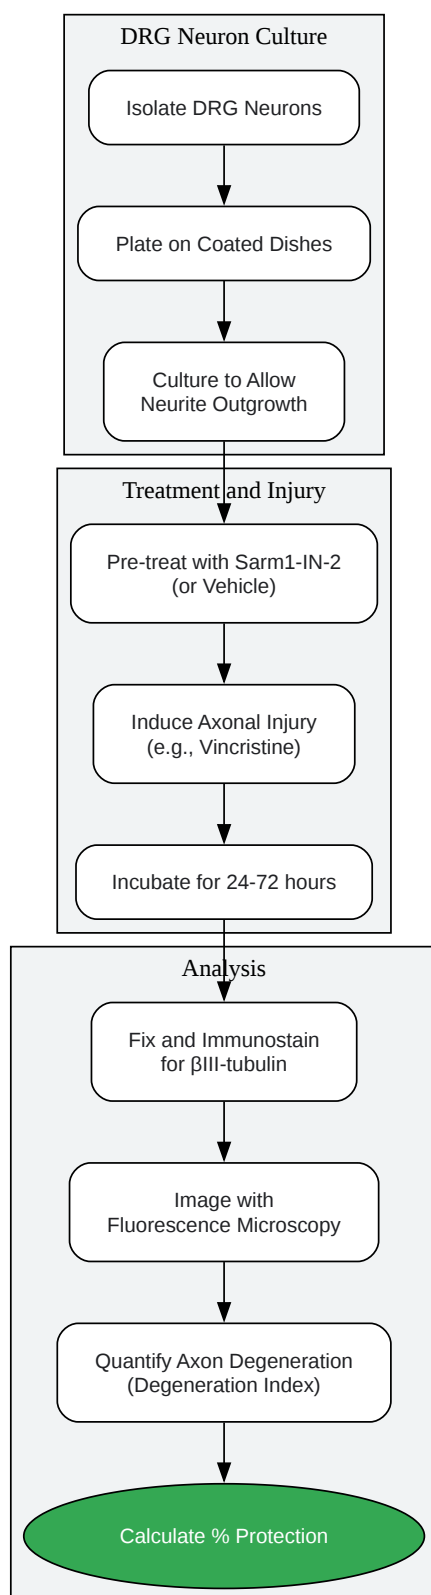 DRG Neuron Culture
Isolate DRG Neurons
Plate on Coated Dishes
Culture to Allow
Neurite Outgrowth
Treatment and Injury
Pre-treat with Sarm1-IN-2
(or Vehicle)
Induce Axonal Injury
(e.g., Vincristine)
Incubate for 24-72 hours
Analysis
Fix and Immunostain
for βIII-tubulin
Image with
Fluorescence Microscopy
Quantify Axon Degeneration
(Degeneration Index)
Calculate % Protection